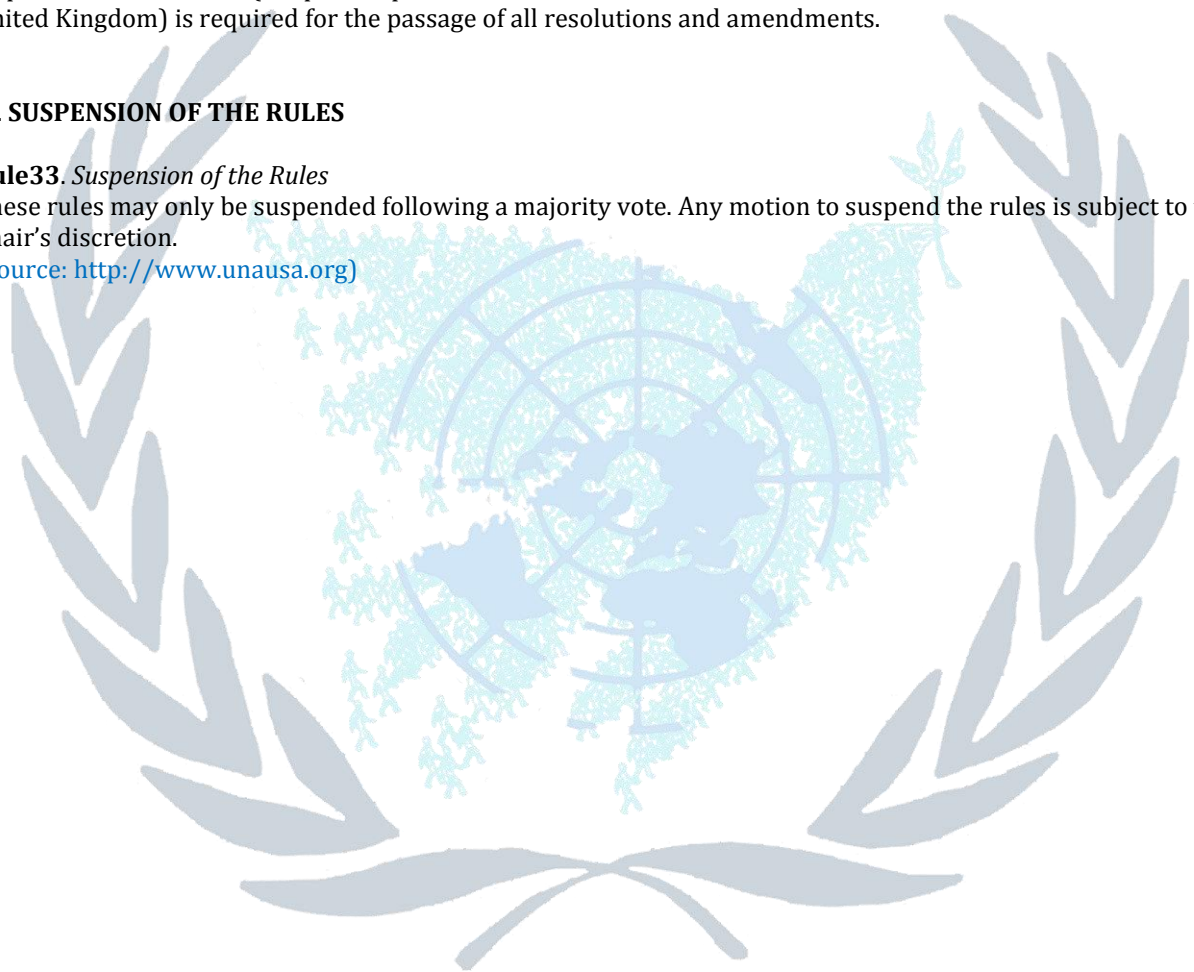 nited Kingdom) is required for the passage of all resolutions and amendments.
. SUSPENSION OF THE RULES
ule33. Suspension of the Rules
hese rules may only be suspended following a majority vote. Any motion to suspend the rules is subject to
hair's discretion.
ource: http://www.unausa.org)